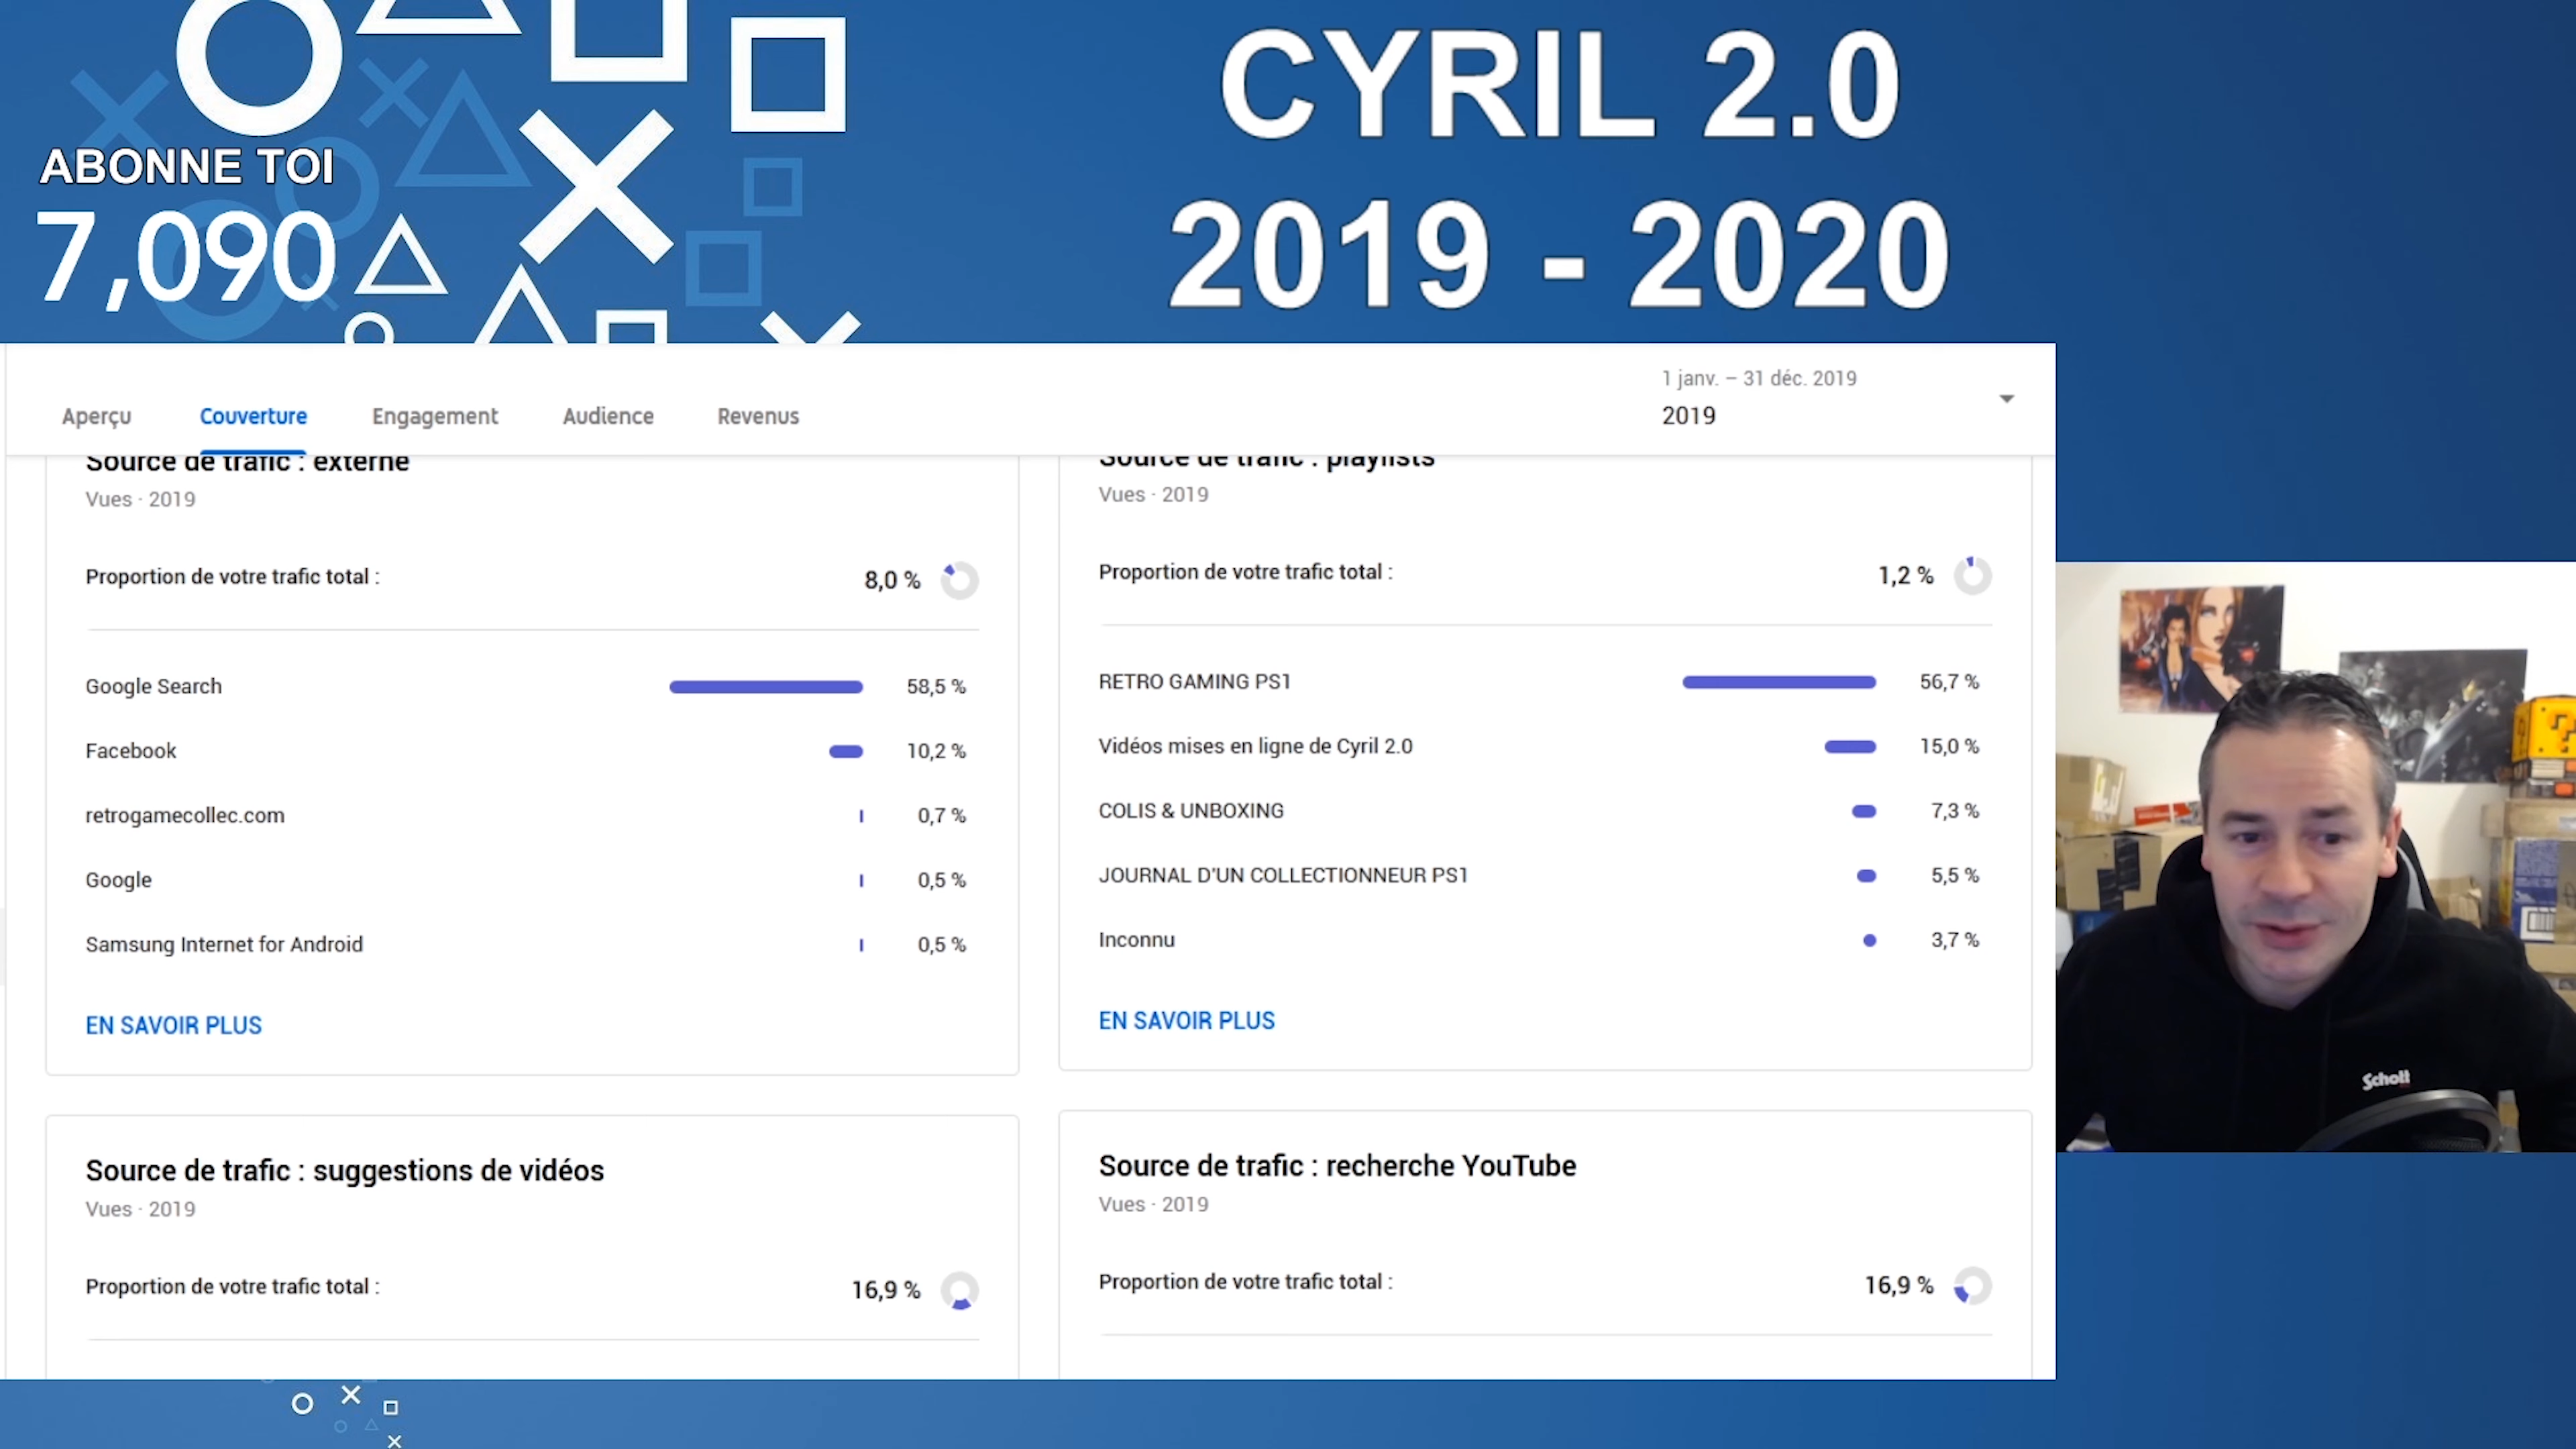 CYRIL 2.0
2019 - 2020
ABONNE TOI
7,090
1 janv. – 31 déc. 2019
2019
Aperçu
Couverture
Engagement
Audience
Revenus
Source de trafic : externe
Vues · 2019
Proportion de votre trafic total :
8,0 %
Google Search
58,5 %
Facebook
10,2 %
retrogamecollec.com
0,7 %
Google
0,5 %
Samsung Internet for Android
0,5 %
EN SAVOIR PLUS
Source de trafic : playlists
Vues · 2019
Proportion de votre trafic total :
1,2 %
RETRO GAMING PS1
56,7 %
Vidéos mises en ligne de Cyril 2.0
15,0 %
COLIS & UNBOXING
7,3 %
JOURNAL D'UN COLLECTIONNEUR PS1
5,5 %
Inconnu
3,7 %
EN SAVOIR PLUS
Source de trafic : suggestions de vidéos
Vues · 2019
Proportion de votre trafic total :
16,9 %
Source de trafic : recherche YouTube
Vues · 2019
Proportion de votre trafic total :
16,9 %
Schott